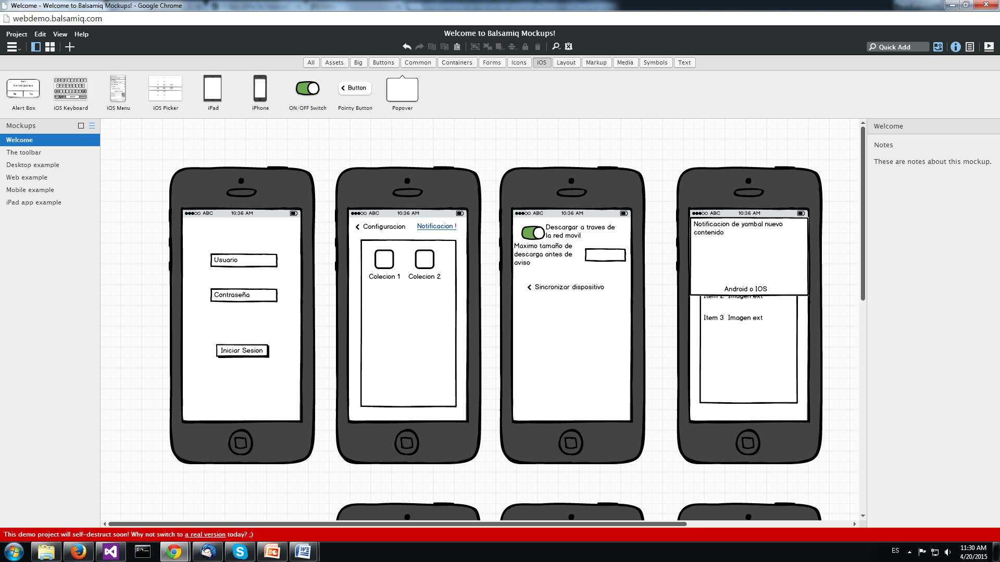 Welcome - Welcome to Balsamiq Mockups! - Google Chrome
webdemo.balsamiq.com
Project Edit View Help
Welcome to Balsamiq Mockups!
Quick Add
All Assets Big Buttons Common Containers Forms Icons iOS Layout Markup Media Symbols Text
Button
Alert Box iOS Keyboard iOS Menu iOS Picker iPad iPhone ON/OFF Switch Pointy Button Popover
Mockups
Welcome
The toolbar
Desktop example
Web example
Mobile example
iPad app example
ABC 10:36 AM
Usuario
Contraseña
Iniciar Sesion
ABC 10:36 AM
Configuracion Notificacion !
Colecion 1 Colecion 2
ABC 10:36 AM
Descargar a traves de
la red movil
Maximo tamaño de
descarga antes de
aviso
Sincronizar dispositivo
ABC 10:36 AM
Notificacion de yambal nuevo
contenido
Android o IOS
Item 2 Imagen ext
Item 3 Imagen ext
Welcome
Notes
These are notes about this mockup.
This demo project will self-destruct soon! Why not switch to a real version today? ;)
ES
11:30 AM
4/20/2015